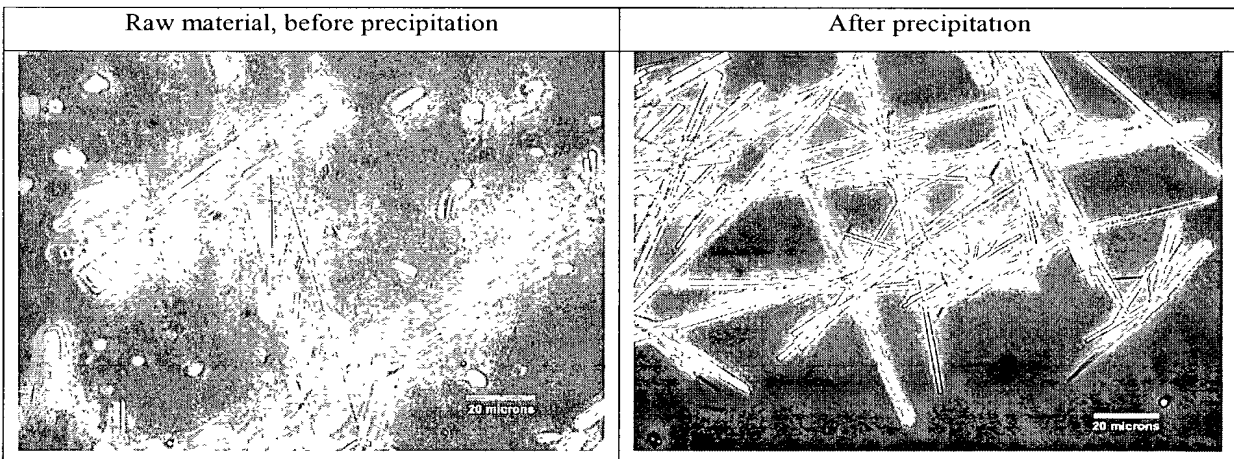 Raw material, before precipitation
After precipitation
20 microns
20 microns